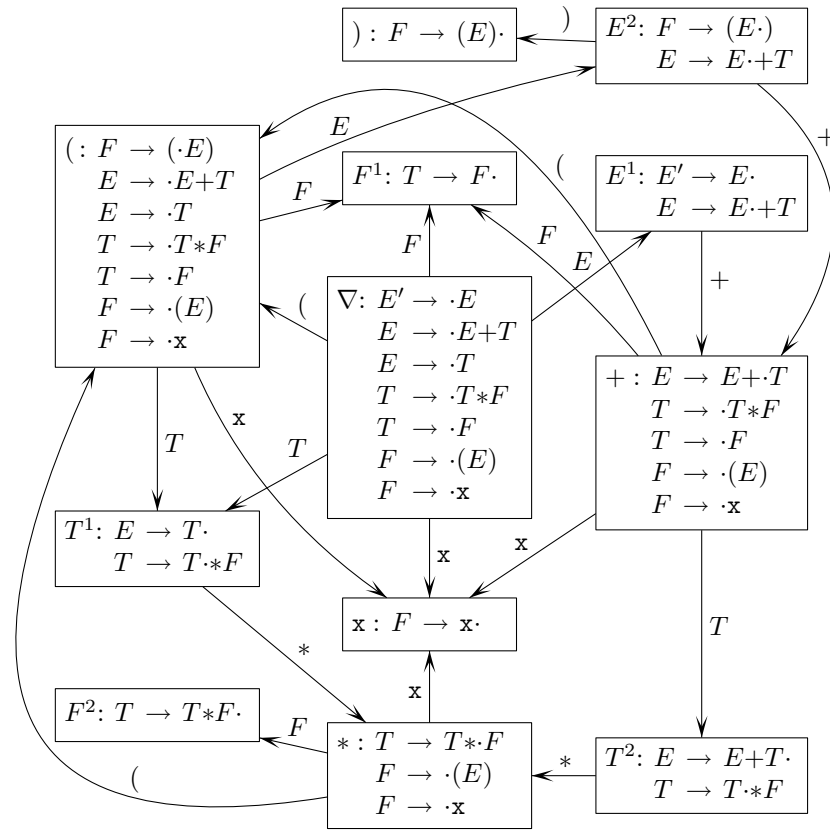 ) : F → (E)·
)
E²: F → (E·)
E → E·+T
+
E
( : F → (·E)
E → ·E+T
E → ·T
T → ·T*F
T → ·F
F → ·(E)
F → ·x
F
F¹: T → F·
(
E¹: E′ → E·
E → E·+T
F
F
E
+
(
∇: E′ → ·E
E → ·E+T
E → ·T
T → ·T*F
T → ·F
F → ·(E)
F → ·x
+ : E → E+·T
T → ·T*F
T → ·F
F → ·(E)
F → ·x
T
x
T
T¹: E → T·
T → T·*F
x
x
x : F → x·
T
*
x
F²: T → T*F·
F
* : T → T*·F
F → ·(E)
F → ·x
*
T²: E → E+T·
T → T·*F
(